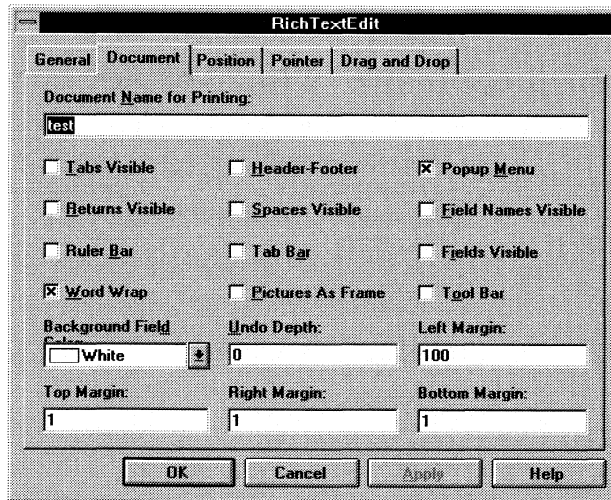 RichTextEdit
General Document Position Pointer Drag and Drop
Document Name for Printing:
test
Tabs Visible Header-Footer Popup Menu
Returns Visible Spaces Visible Field Names Visible
Ruler Bar Tab Bar Fields Visible
Word Wrap Pictures As Frame Tool Bar
Background Field Undo Depth: Left Margin:
White 0 100
Top Margin: Right Margin: Bottom Margin:
1 1 1
OK Cancel Apply Help